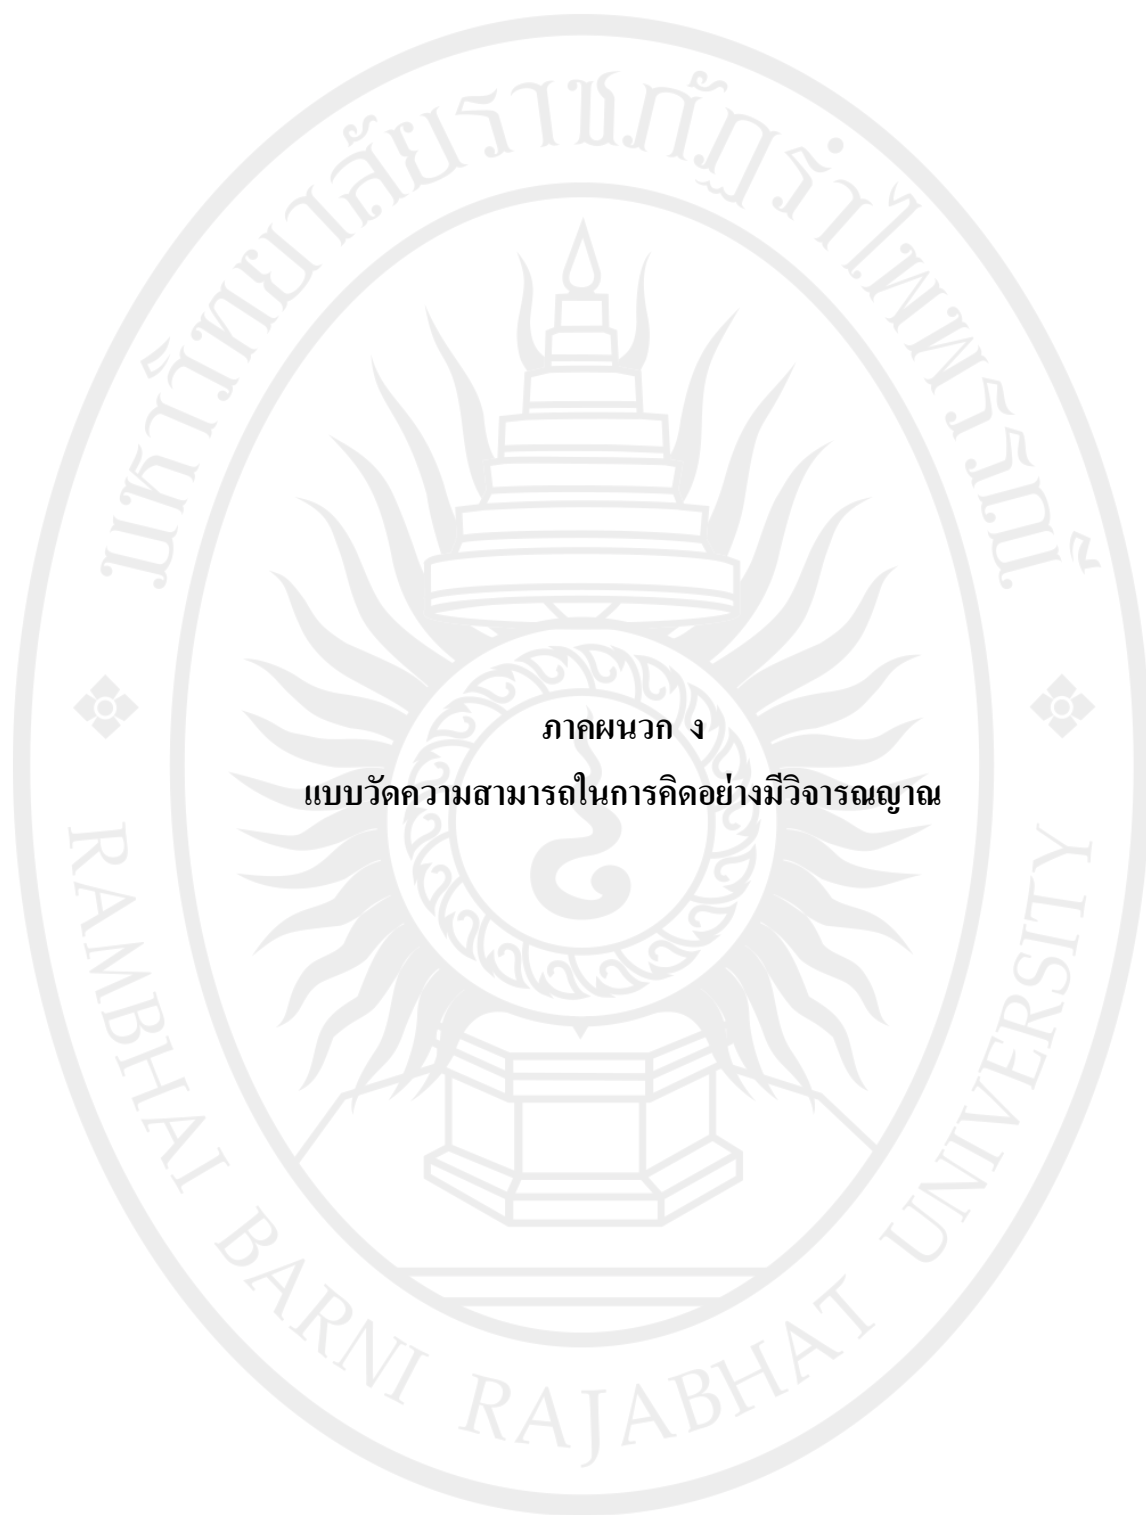 มหาวิทยาลัยราชภัฏรำไพพรรณี
ภาคผนวก ง
แบบวัดความสามารถในการคิดอย่างมีวิจารณญาณ
RAMBHAI BARNI RAJABHAT UNIVERSITY